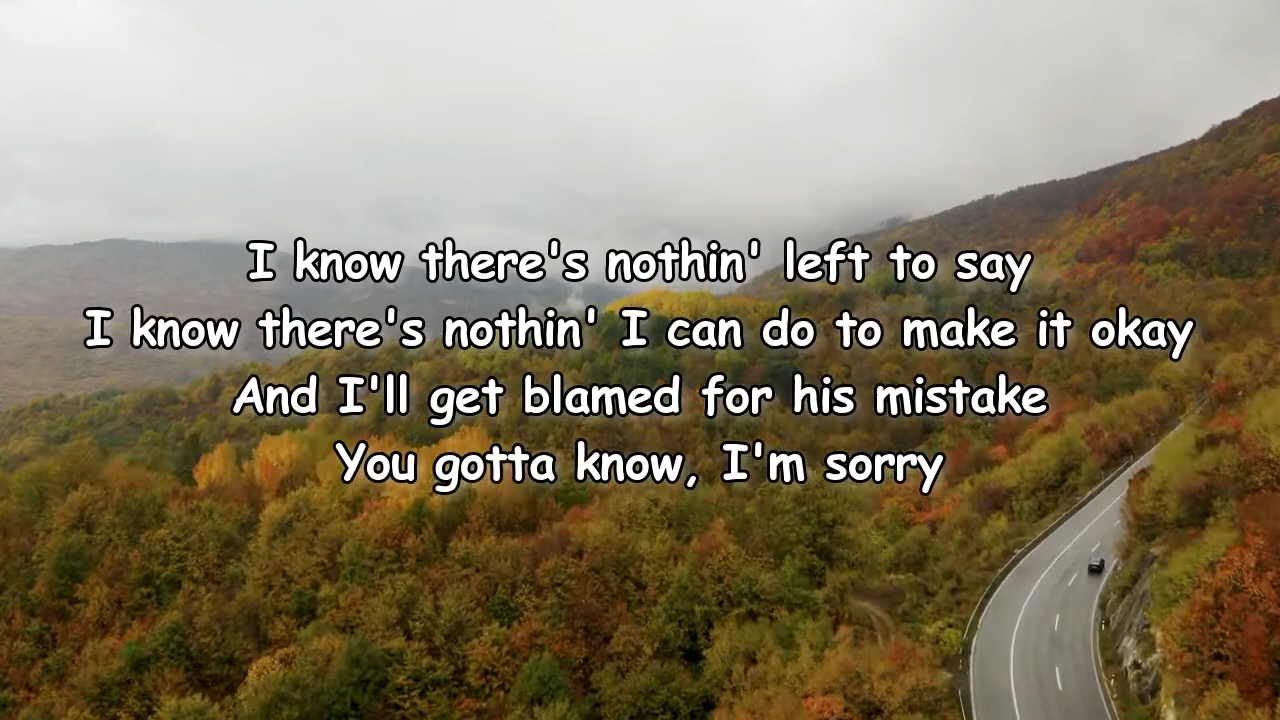 I know there's nothin' left to say
I know there's nothin' I can do to make it okay
And I'll get blamed for his mistake
You gotta know, I'm sorry